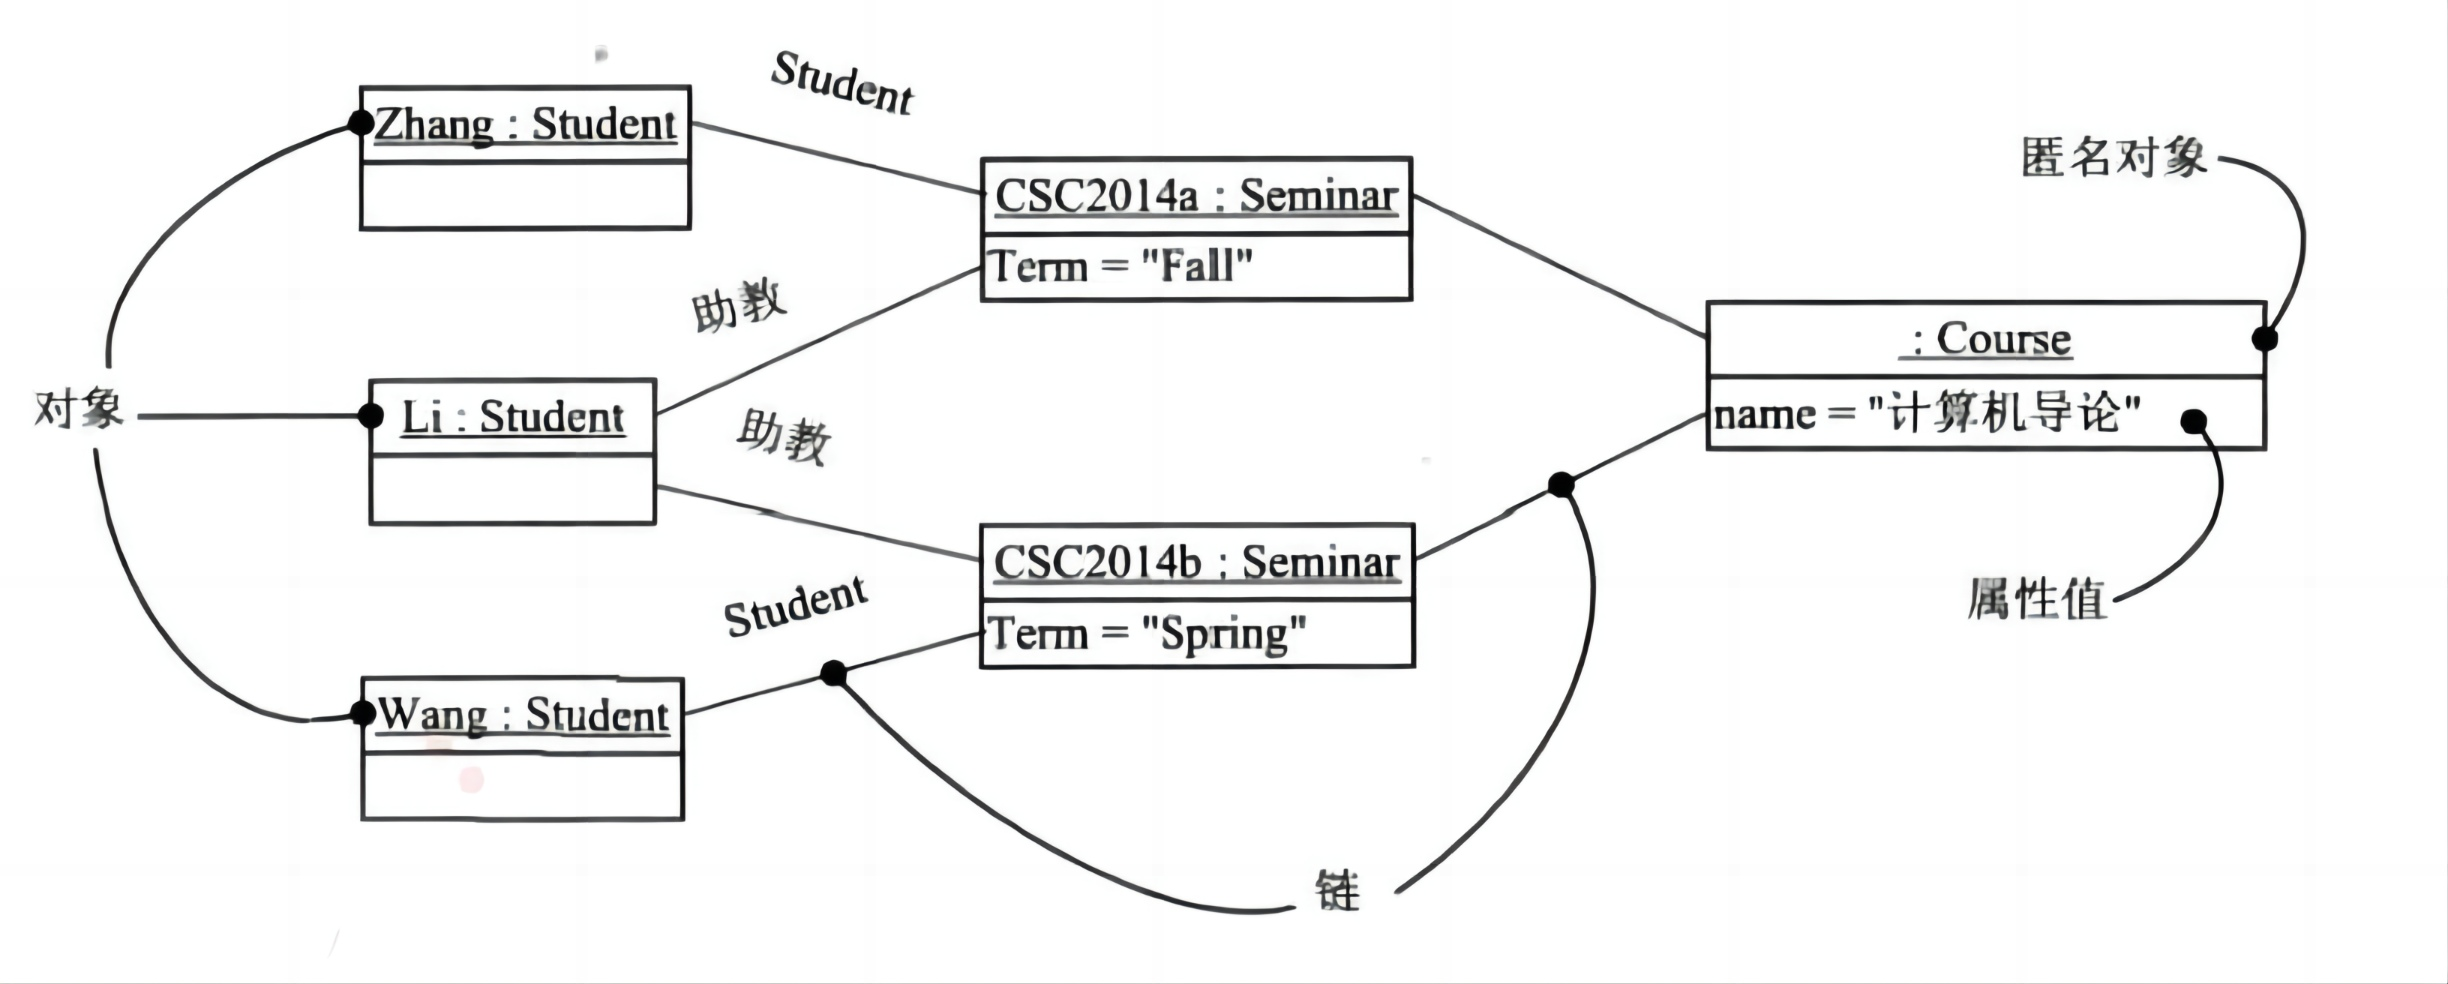 Student
Zhang : Student
匿名对象
CSC2014a : Seminar
Term = "Fall"
助教
: Course
name = "计算机导论"
对象
Li : Student
助教
CSC2014b : Seminar
Term = "Spring"
Student
属性值
Wang : Student
链